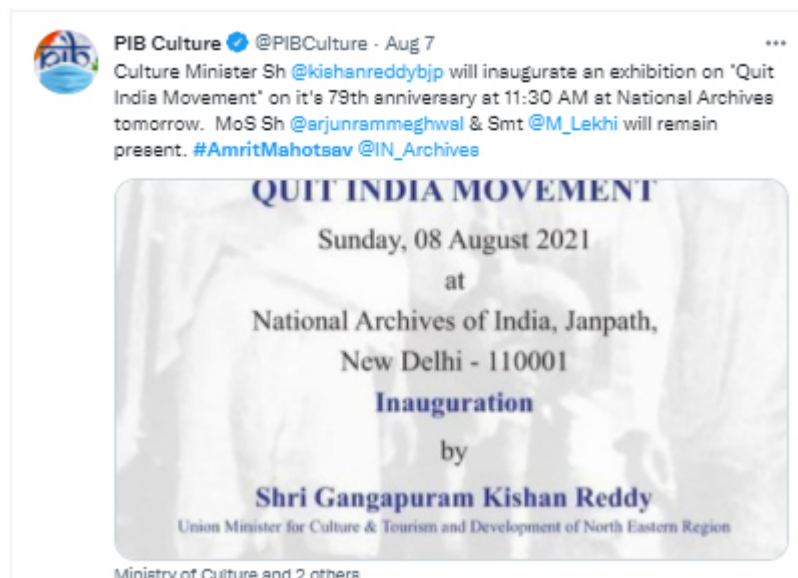 PIB Culture @PIBCulture · Aug 7
Culture Minister Sh @kishanreddybjp will inaugurate an exhibition on "Quit
India Movement" on it's 79th anniversary at 11:30 AM at National Archives
tomorrow. MoS Sh @arjunrammeghwal & Smt @M_Lekhi will remain
present. #AmritMahotsav @IN_Archives
QUIT INDIA MOVEMENT
Sunday, 08 August 2021
at
National Archives of India, Janpath,
New Delhi - 110001
Inauguration
by
Shri Gangapuram Kishan Reddy
Union Minister for Culture & Tourism and Development of North Eastern Region
Ministry of Culture and 2 others